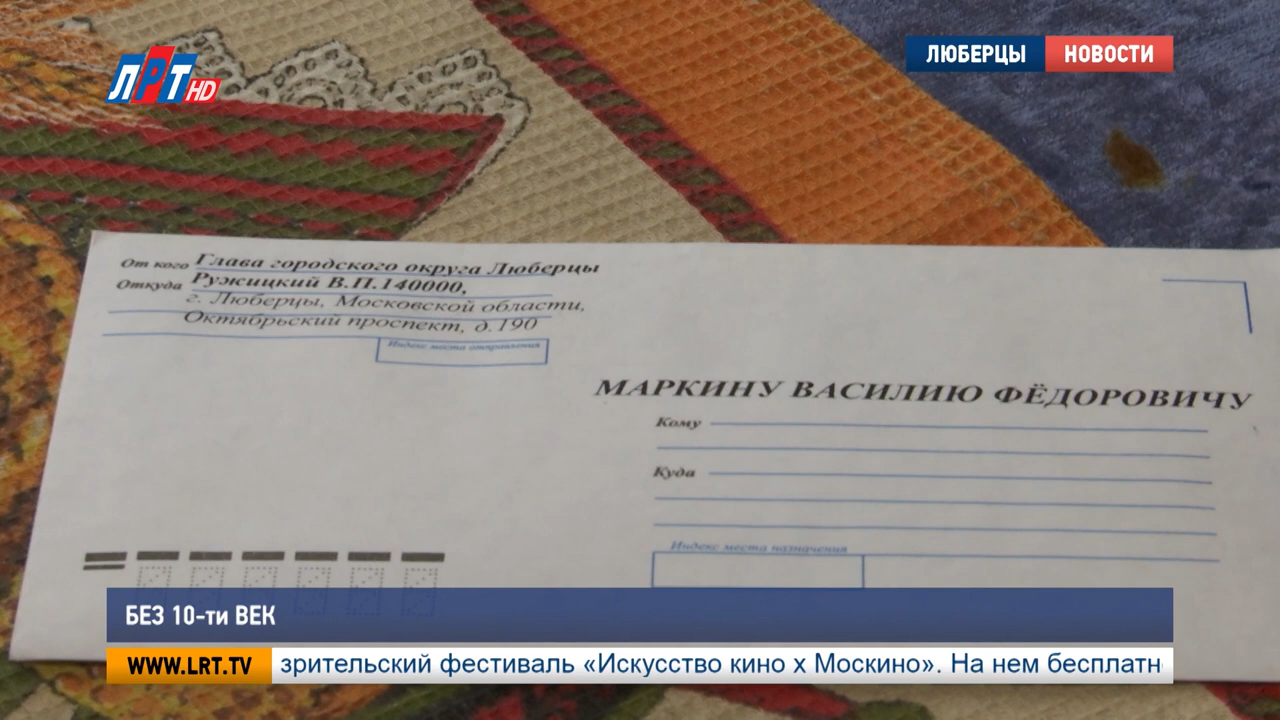 ЛРТ HD
ЛЮБЕРЦЫ НОВОСТИ
От кого Глава городского округа Люберцы
Откуда Ружицкий В.П.140000,
г. Люберцы, Московской области,
Октябрьский проспект, д.190
Индекс места отправления
МАРКИНУ ВАСИЛИЮ ФЁДОРОВИЧУ
Кому
Куда
Индекс места назначения
БЕЗ 10-ти ВЕК
WWW.LRT.TV зрительский фестиваль «Искусство кино х Москино». На нем бесплатн